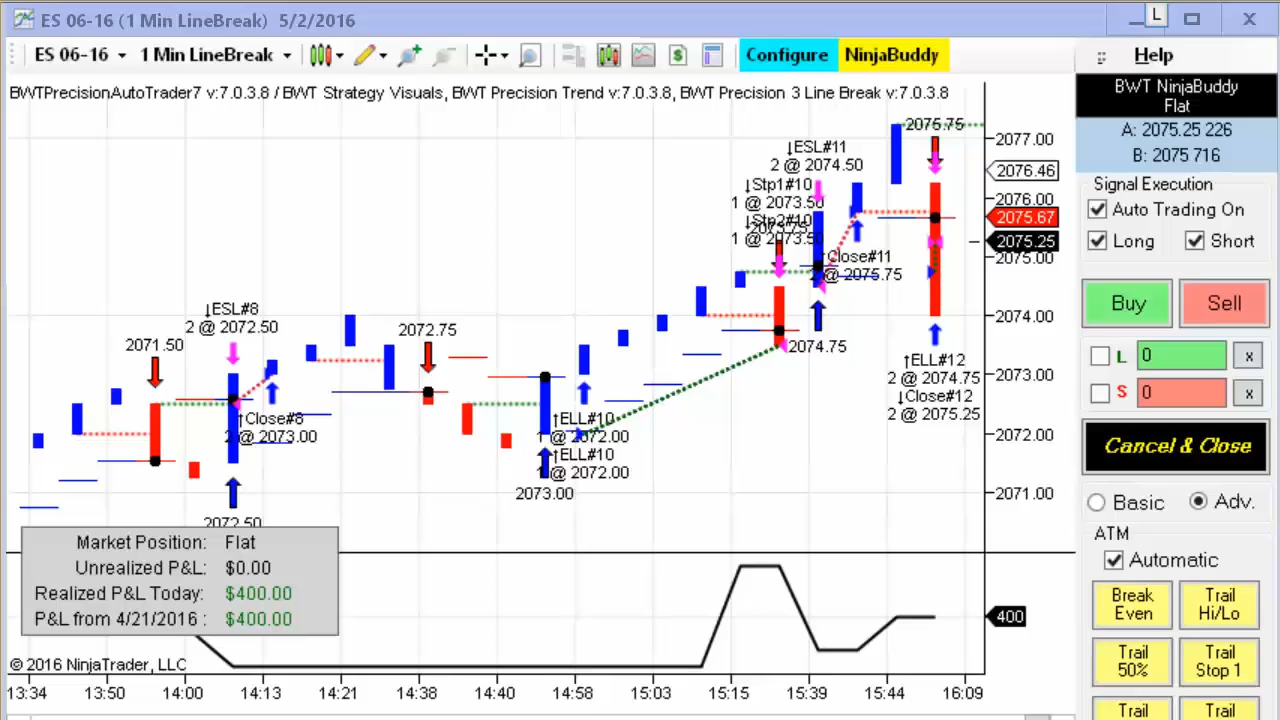 ES 06-16 (1 Min LineBreak) 5/2/2016
L
X
ES 06-16
1 Min LineBreak
$
Configure
NinjaBuddy
Help
BWTPrecisionAutoTrader7 v:7.0.3.8 / BWT Strategy Visuals, BWT Precision Trend v:7.0.3.8, BWT Precision 3 Line Break v:7.0.3.8
2075.75
↓ESL#11
2 @ 2074.50
↓Stp1#10
1 @ 2073.50
↓Stp2#10
2073.75
1 @ 2073.50
↑Close#11
2 @ 2075.75
2074.75
↓ESL#8
2 @ 2072.50
2071.50
2072.75
↑Close#8
2 @ 2073.00
↑ELL#10
1 @ 2072.00
↑ELL#10
1 @ 2072.00
2073.00
2072.50
↑ELL#12
2 @ 2074.75
↓Close#12
2 @ 2075.25
2077.00
2076.46
2076.00
2075.67
2075.25
2075.00
2074.00
2073.00
2072.00
2071.00
400
Market Position: Flat
Unrealized P&L: $0.00
Realized P&L Today: $400.00
P&L from 4/21/2016 : $400.00
© 2016 NinjaTrader, LLC
13:34 13:50 14:00 14:13 14:21 14:38 14:40 14:58 15:03 15:15 15:39 15:44 16:09
BWT NinjaBuddy
Flat
A: 2075.25 226
B: 2075 716
Signal Execution
Auto Trading On
Long Short
Buy Sell
L 0 x
S 0 x
Cancel & Close
Basic Adv.
ATM
Automatic
Break Even
Trail Hi/Lo
Trail 50%
Trail Stop 1
Trail
Trail